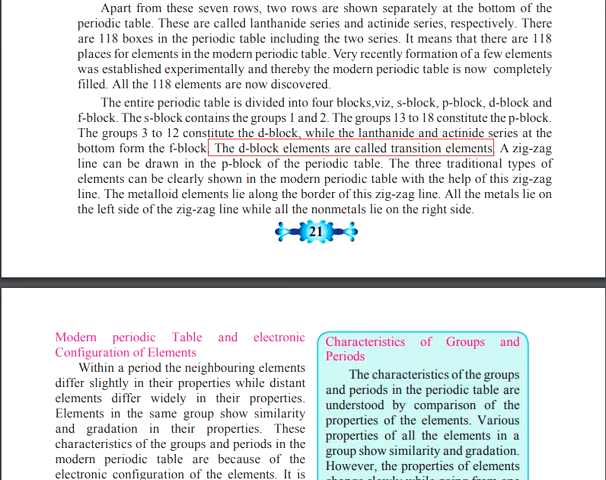 Apart from these seven rows, two rows are shown separately at the bottom of the
periodic table. These are called lanthanide series and actinide series, respectively. There
are 118 boxes in the periodic table including the two series. It means that there are 118
places for elements in the modern periodic table. Very recently formation of a few elements
was established experimentally and thereby the modern periodic table is now completely
filled. All the 118 elements are now discovered.
The entire periodic table is divided into four blocks,viz, s-block, p-block, d-block and
f-block. The s-block contains the groups 1 and 2. The groups 13 to 18 constitute the p-block.
The groups 3 to 12 constitute the d-block, while the lanthanide and actinide series at the
bottom form the f-block. The d-block elements are called transition elements. A zig-zag
line can be drawn in the p-block of the periodic table. The three traditional types of
elements can be clearly shown in the modern periodic table with the help of this zig-zag
line. The metalloid elements lie along the border of this zig-zag line. All the metals lie on
the left side of the zig-zag line while all the nonmetals lie on the right side.
21
Modern periodic Table and electronic
Configuration of Elements
Within a period the neighbouring elements
differ slightly in their properties while distant
elements differ widely in their properties.
Elements in the same group show similarity
and gradation in their properties. These
characteristics of the groups and periods in the
modern periodic table are because of the
electronic configuration of the elements. It is
Characteristics of Groups and
Periods
The characteristics of the groups
and periods in the periodic table are
understood by comparison of the
properties of the elements. Various
properties of all the elements in a
group show similarity and gradation.
However, the properties of elements
change slowly while going from one